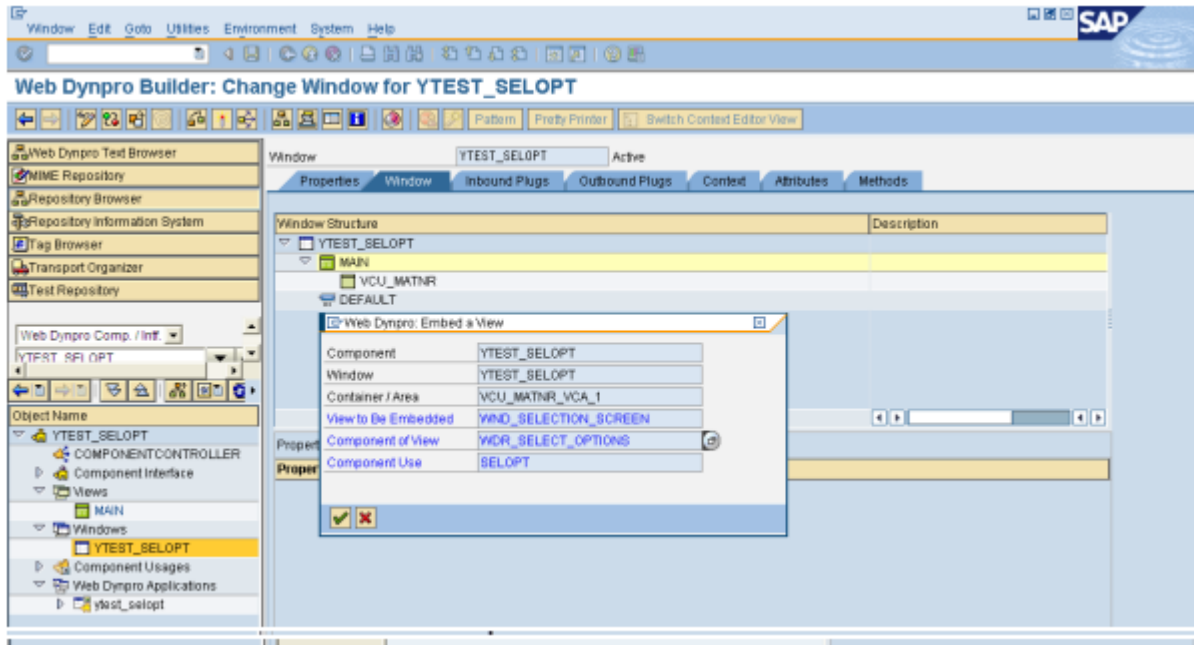 Window Edit Goto Utilities Environment System Help
SAP
Web Dynpro Builder: Change Window for YTEST_SELOPT
Pattern Pretty Printer Switch Context Editor View
Web Dynpro Text Browser
MIME Repository
Repository Browser
Repository Information System
Tag Browser
Transport Organizer
Test Repository
Web Dynpro Comp. / Intf.
YTEST_SELOPT
Object Name
YTEST_SELOPT
COMPONENTCONTROLLER
Component Interface
Views
MAIN
Windows
YTEST_SELOPT
Component Usages
Web Dynpro Applications
ytest_selopt
Window YTEST_SELOPT Active
Properties Window Inbound Plugs Outbound Plugs Context Attributes Methods
Window Structure Description
YTEST_SELOPT
MAIN
VCU_MATNR
DEFAULT
Web Dynpro: Embed a View
Component YTEST_SELOPT
Window YTEST_SELOPT
Container / Area VCU_MATNR_VCA_1
View to Be Embedded WND_SELECTION_SCREEN
Component of View WDR_SELECT_OPTIONS
Component Use SELOPT
Propert
Proper